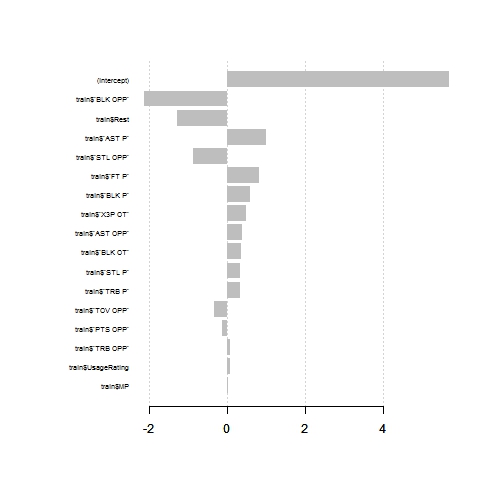 (Intercept)
train$`BLK OPP`
train$Rest
train$`AST P`
train$`STL OPP`
train$`FT P`
train$`BLK P`
train$`X3P OT`
train$`AST OPP`
train$`BLK OT`
train$`STL P`
train$`TRB P`
train$`TOV OPP`
train$`PTS OPP`
train$`TRB OPP`
train$UsageRating
train$MP
-2 0 2 4